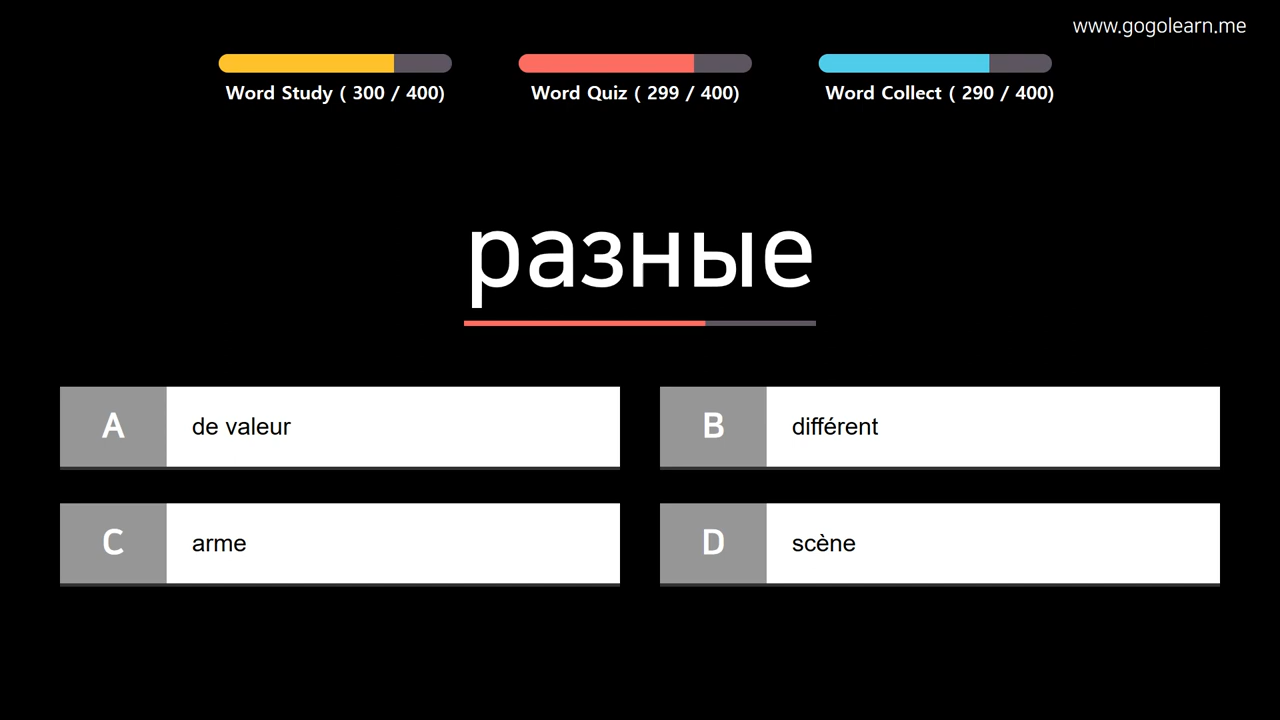 www.gogolearn.me
Word Study ( 300 / 400)
Word Quiz ( 299 / 400)
Word Collect ( 290 / 400)
разные
A
de valeur
B
différent
C
arme
D
scène